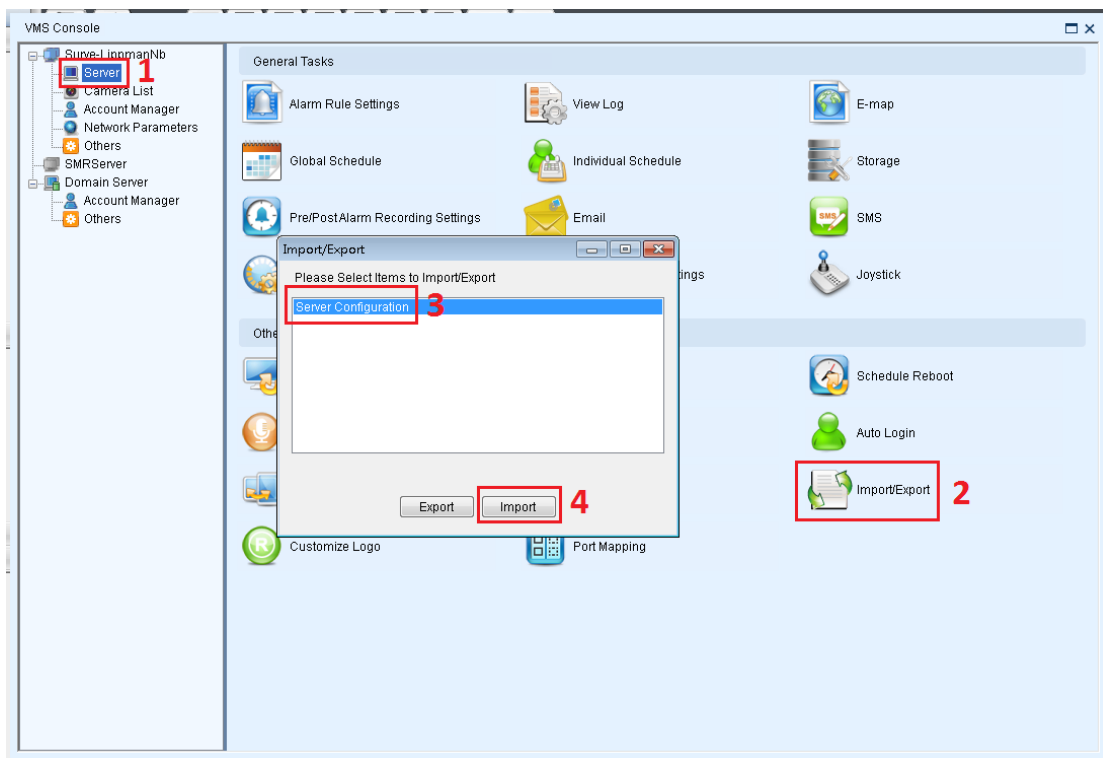 VMS Console
Surve-LippmanNb
Server
1
Camera List
Account Manager
Network Parameters
Others
SMRServer
Domain Server
Account Manager
Others
General Tasks
Alarm Rule Settings
View Log
E-map
Global Schedule
Individual Schedule
Storage
Pre/Post Alarm Recording Settings
Email
SMS
SMS
tings
Joystick
Import/Export
Please Select Items to Import/Export
Server Configuration
3
Export
Import
4
Othe
Schedule Reboot
Auto Login
Import/Export
2
R
Customize Logo
Port Mapping